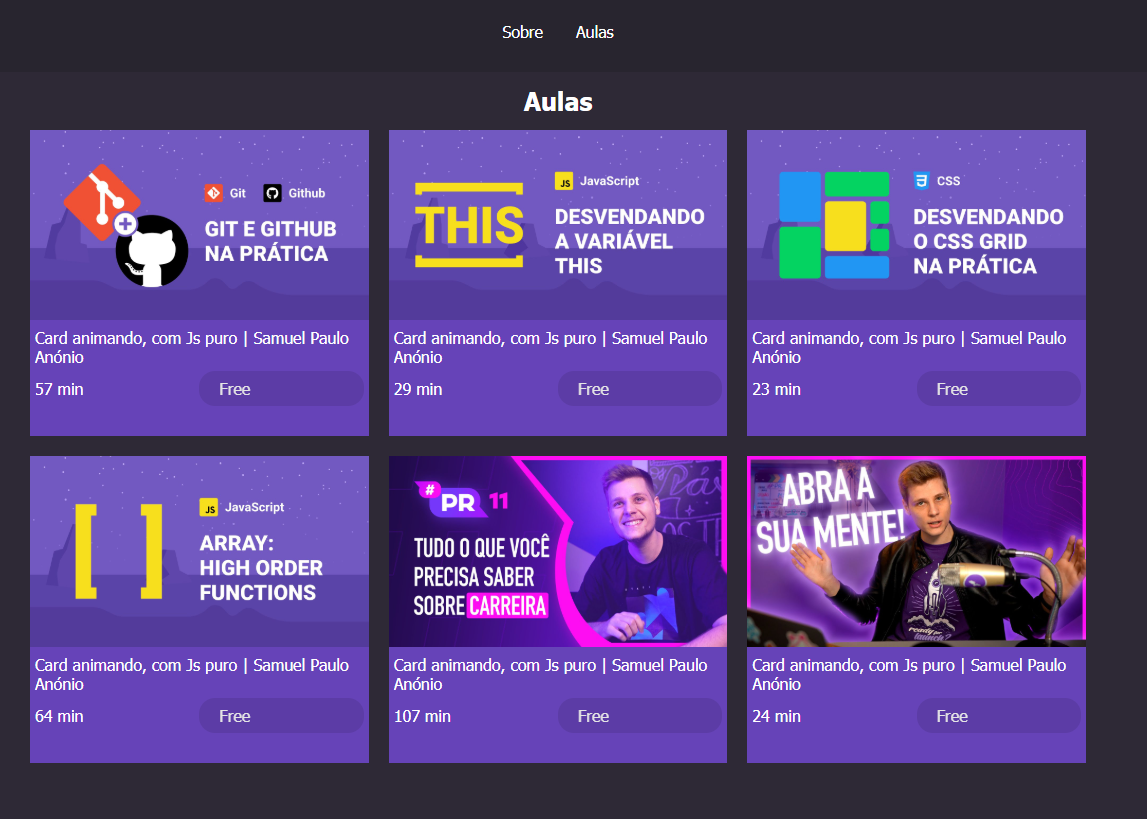 Sobre Aulas
Aulas
Git Github
GIT E GITHUB
NA PRÁTICA
Card animando, com Js puro | Samuel Paulo
Anónio
57 min Free
THIS
JS JavaScript
DESVENDANDO
A VARIÁVEL
THIS
Card animando, com Js puro | Samuel Paulo
Anónio
29 min Free
CSS
DESVENDANDO
O CSS GRID
NA PRÁTICA
Card animando, com Js puro | Samuel Paulo
Anónio
23 min Free
[ ]
JS JavaScript
ARRAY:
HIGH ORDER
FUNCTIONS
Card animando, com Js puro | Samuel Paulo
Anónio
64 min Free
# PR 11
TUDO O QUE VOCÊ
PRECISA SABER
SOBRE CARREIRA
Card animando, com Js puro | Samuel Paulo
Anónio
107 min Free
ABRA A
SUA MENTE!
ready to
launch?
Card animando, com Js puro | Samuel Paulo
Anónio
24 min Free